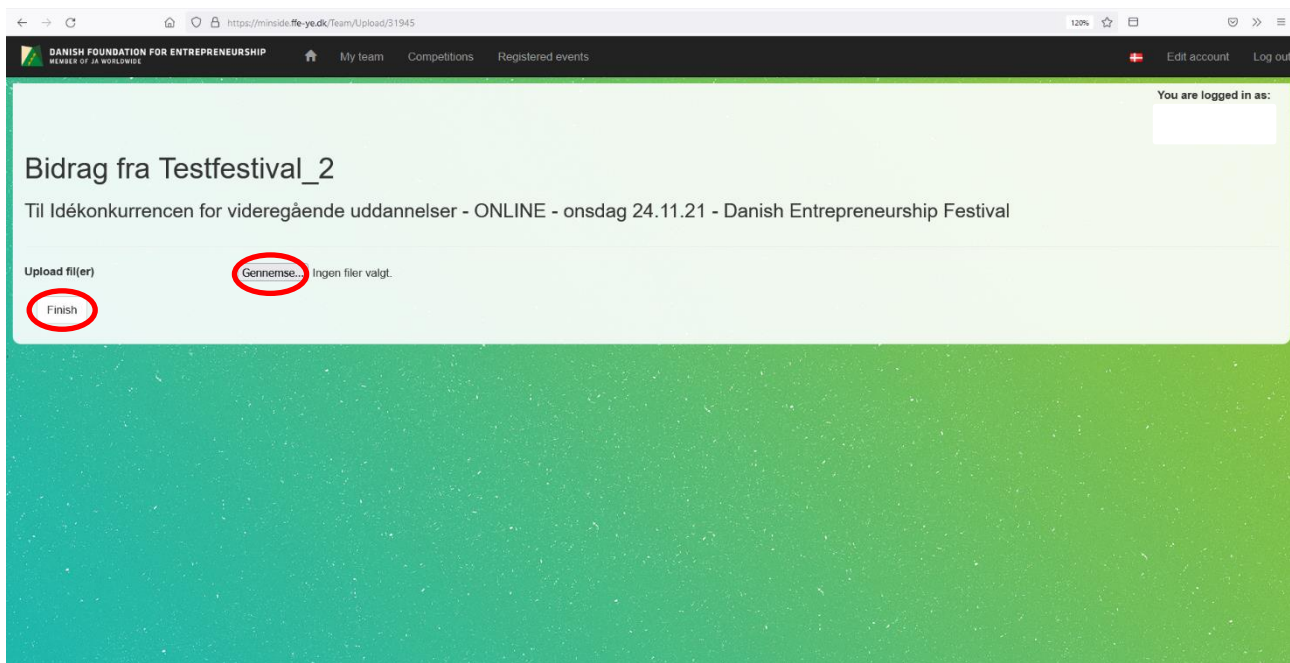 https://minside.ffe-ye.dk/Team/Upload/31945
120%
DANISH FOUNDATION FOR ENTREPRENEURSHIP
MEMBER OF JA WORLDWIDE
My team
Competitions
Registered events
Edit account
Log out
You are logged in as:
Bidrag fra Testfestival_2
Til Idékonkurrencen for videregående uddannelser - ONLINE - onsdag 24.11.21 - Danish Entrepreneurship Festival
Upload fil(er)
Gennemse... Ingen filer valgt.
Finish